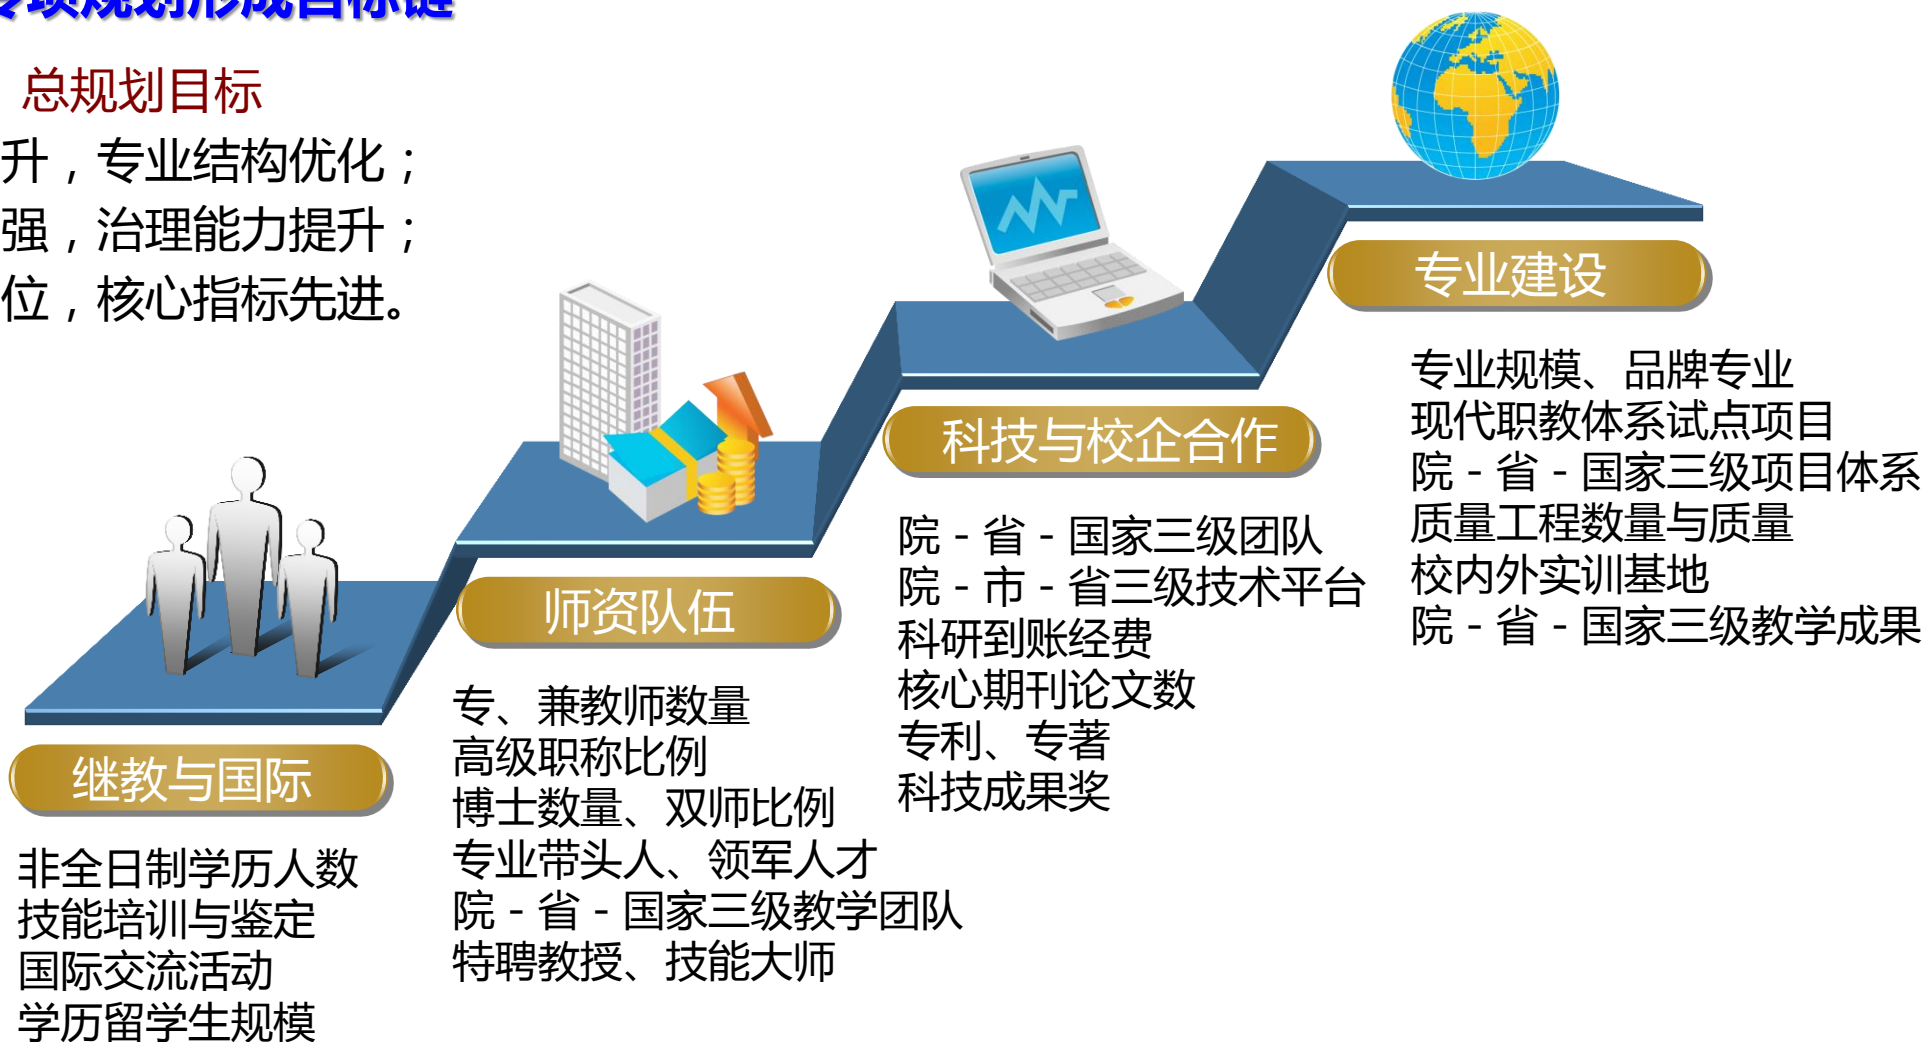 专项规划形成目标链
总规划目标
升，专业结构优化；
强，治理能力提升；
位，核心指标先进。
专业建设
专业规模、品牌专业
现代职教体系试点项目
院－省－国家三级项目体系
质量工程数量与质量
校内外实训基地
院－省－国家三级教学成果
科技与校企合作
院－省－国家三级团队
院－市－省三级技术平台
科研到账经费
核心期刊论文数
专利、专著
科技成果奖
师资队伍
专、兼教师数量
高级职称比例
博士数量、双师比例
专业带头人、领军人才
院－省－国家三级教学团队
特聘教授、技能大师
继教与国际
非全日制学历人数
技能培训与鉴定
国际交流活动
学历留学生规模